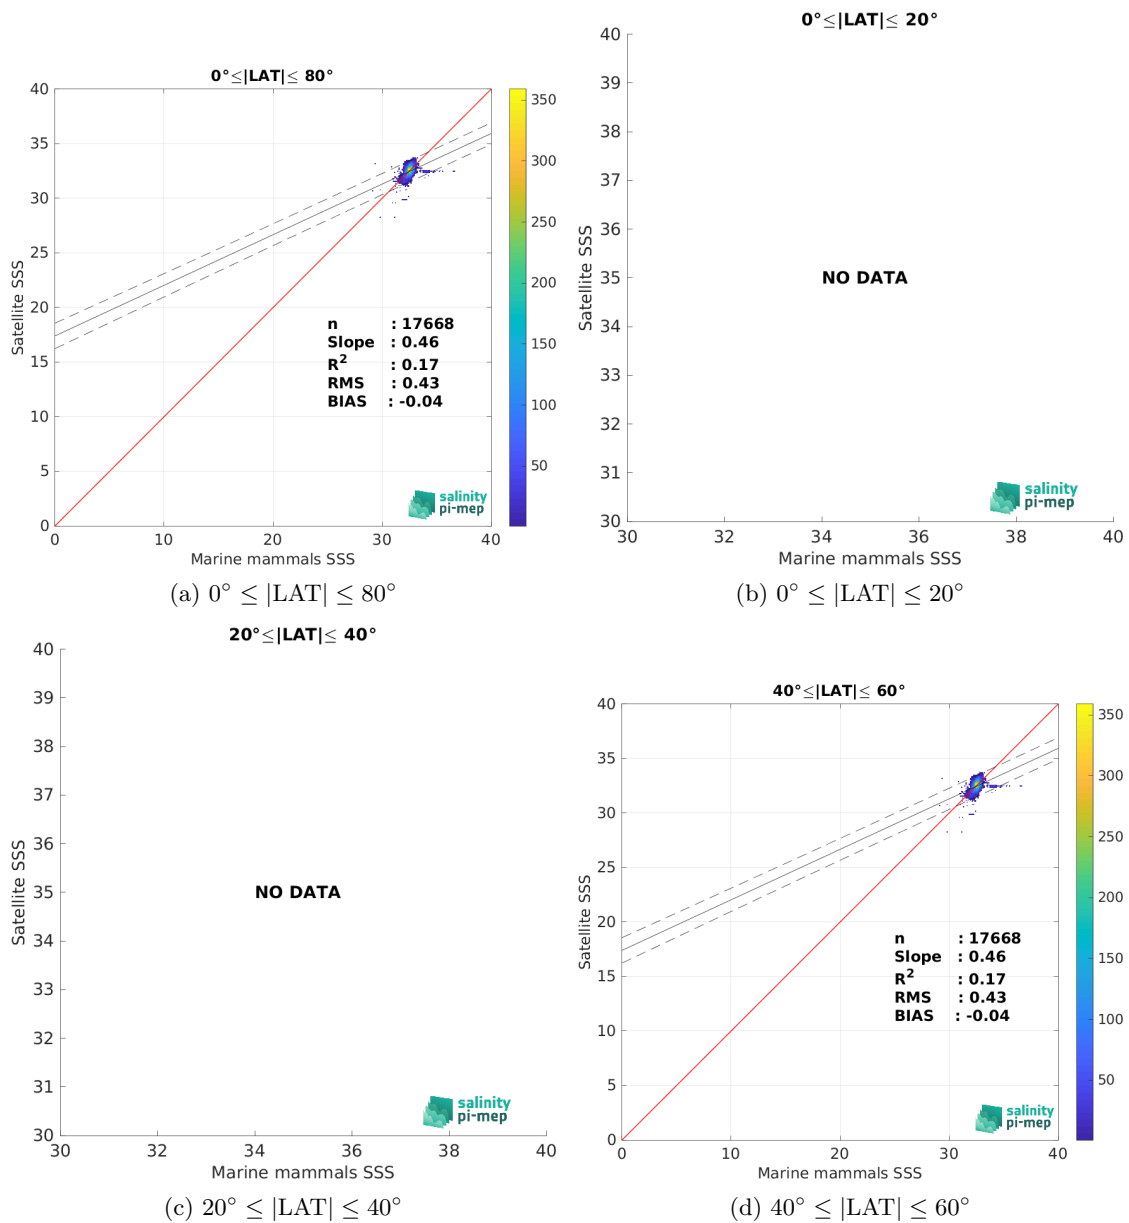 0°≤|LAT|≤ 80°
40
35
30
25
20
15
10
5
0
0
10
20
30
40
Satellite SSS
Marine mammals SSS
n : 17668
Slope : 0.46
R² : 0.17
RMS : 0.43
BIAS : -0.04
salinity
pi-mep
350
300
250
200
150
100
50
(a) 0° ≤ |LAT| ≤ 80°
0°≤|LAT|≤ 20°
40
39
38
37
36
35
34
33
32
31
30
30
32
34
36
38
40
Satellite SSS
Marine mammals SSS
NO DATA
salinity
pi-mep
(b) 0° ≤ |LAT| ≤ 20°
20°≤|LAT|≤ 40°
40
39
38
37
36
35
34
33
32
31
30
30
32
34
36
38
40
Satellite SSS
Marine mammals SSS
NO DATA
salinity
pi-mep
(c) 20° ≤ |LAT| ≤ 40°
40°≤|LAT|≤ 60°
40
35
30
25
20
15
10
5
0
0
10
20
30
40
Satellite SSS
Marine mammals SSS
n : 17668
Slope : 0.46
R² : 0.17
RMS : 0.43
BIAS : -0.04
salinity
pi-mep
350
300
250
200
150
100
50
(d) 40° ≤ |LAT| ≤ 60°